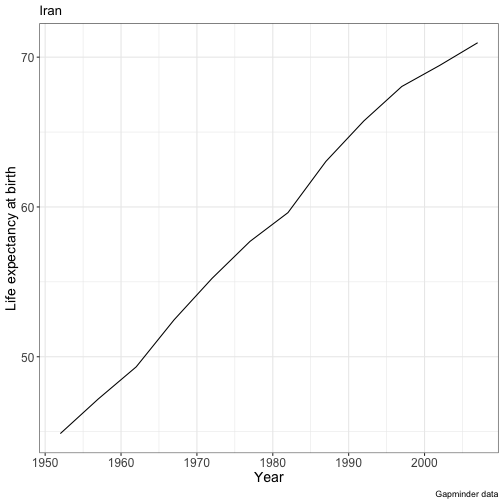 Iran
Life expectancy at birth
70
60
50
1950
1960
1970
1980
1990
2000
Year
Gapminder data